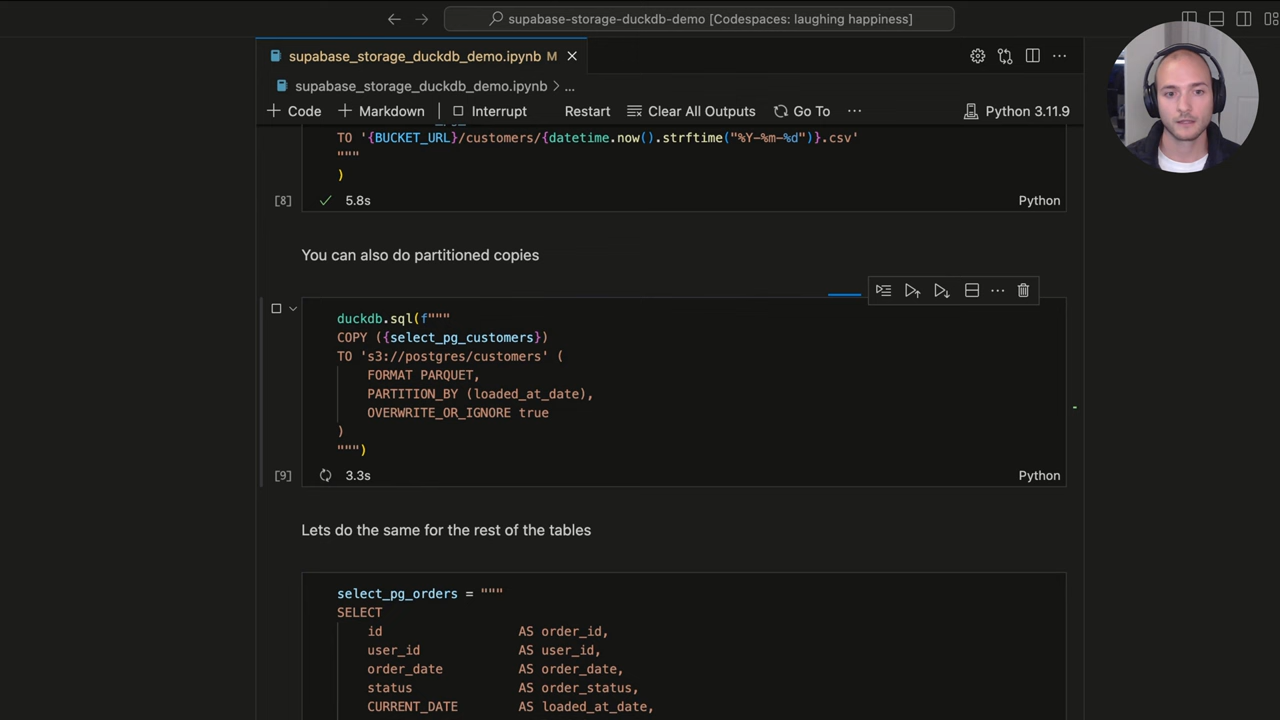 supabase-storage-duckdb-demo [Codespaces: laughing happiness]
supabase_storage_duckdb_demo.ipynb M
supabase_storage_duckdb_demo.ipynb > ...
+ Code + Markdown Interrupt Restart Clear All Outputs Go To ... Python 3.11.9
TO '{BUCKET_URL}/customers/{datetime.now().strftime("%Y-%m-%d")}.csv'
"""
)
[8] 5.8s Python
You can also do partitioned copies
duckdb.sql(f"""
COPY ({select_pg_customers})
TO 's3://postgres/customers' (
FORMAT PARQUET,
PARTITION_BY (loaded_at_date),
OVERWRITE_OR_IGNORE true
)
""")
[9] 3.3s Python
Lets do the same for the rest of the tables
select_pg_orders = """
SELECT
id AS order_id,
user_id AS user_id,
order_date AS order_date,
status AS order_status,
CURRENT_DATE AS loaded_at_date,